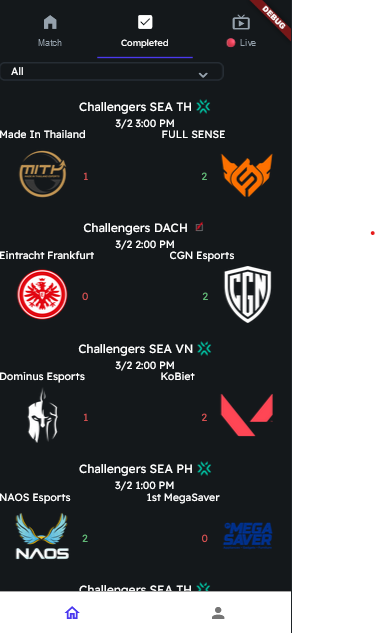 DEBUG
Match
Completed
Live
All
Challengers SEA TH
3/2 3:00 PM
Made In Thailand
FULL SENSE
MITH
1
2
Challengers DACH
3/2 2:00 PM
Eintracht Frankfurt
CGN Esports
0
2
CGN
Challengers SEA VN
3/2 2:00 PM
Dominus Esports
KoBiet
1
2
Challengers SEA PH
3/2 1:00 PM
NAOS Esports
1st MegaSaver
NAOS
2
0
MEGA
SAVER
Challengers SEA TH